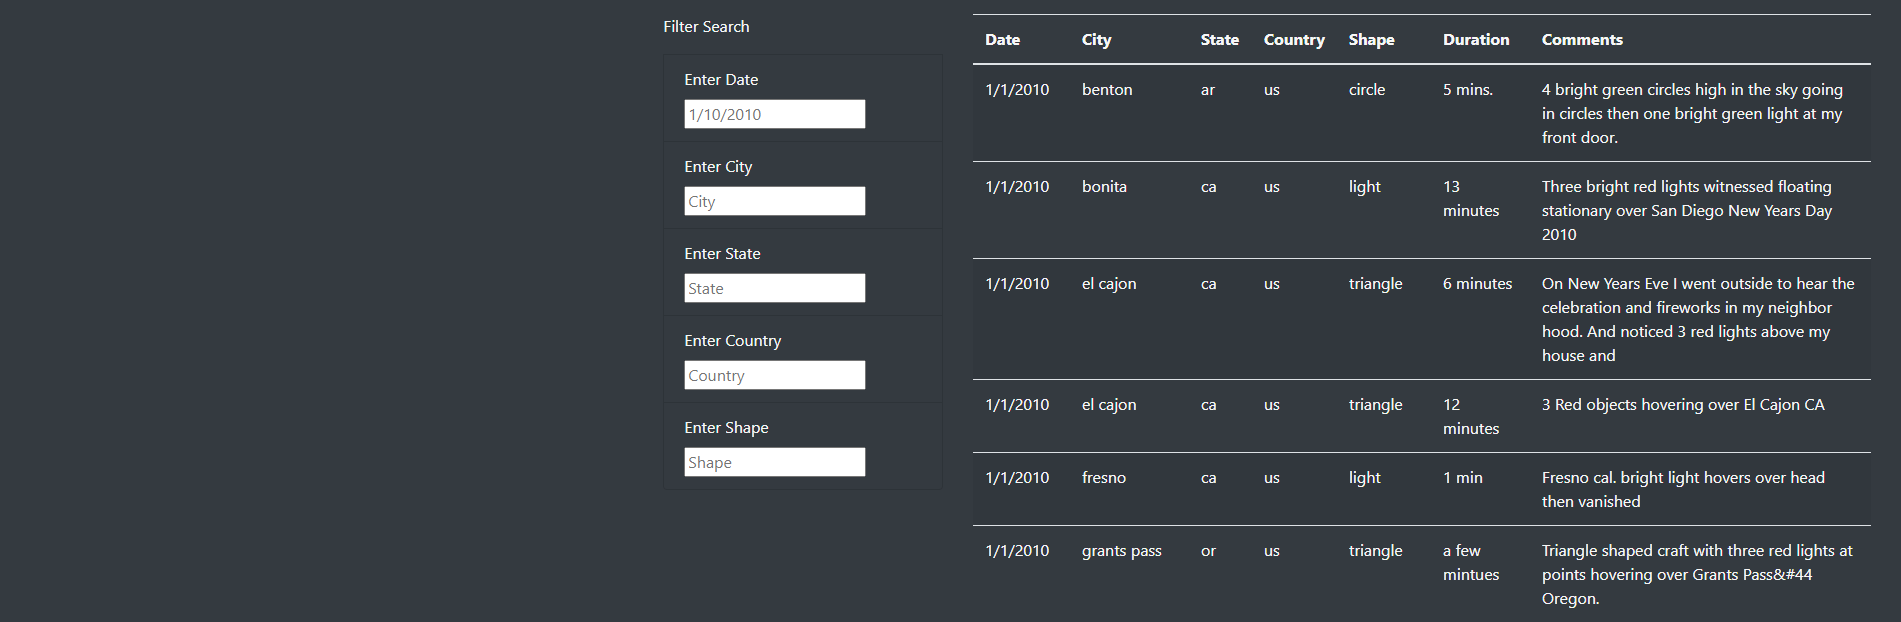 Filter Search
Enter Date
1/10/2010
Enter City
City
Enter State
State
Enter Country
Country
Enter Shape
Shape
Date City State Country Shape Duration Comments
1/1/2010 benton ar us circle 5 mins. 4 bright green circles high in the sky going
in circles then one bright green light at my
front door.
1/1/2010 bonita ca us light 13 Three bright red lights witnessed floating
minutes stationary over San Diego New Years Day
2010
1/1/2010 el cajon ca us triangle 6 minutes On New Years Eve I went outside to hear the
celebration and fireworks in my neighbor
hood. And noticed 3 red lights above my
house and
1/1/2010 el cajon ca us triangle 12 3 Red objects hovering over El Cajon CA
minutes
1/1/2010 fresno ca us light 1 min Fresno cal. bright light hovers over head
then vanished
1/1/2010 grants pass or us triangle a few Triangle shaped craft with three red lights at
mintues points hovering over Grants Pass&#44
Oregon.